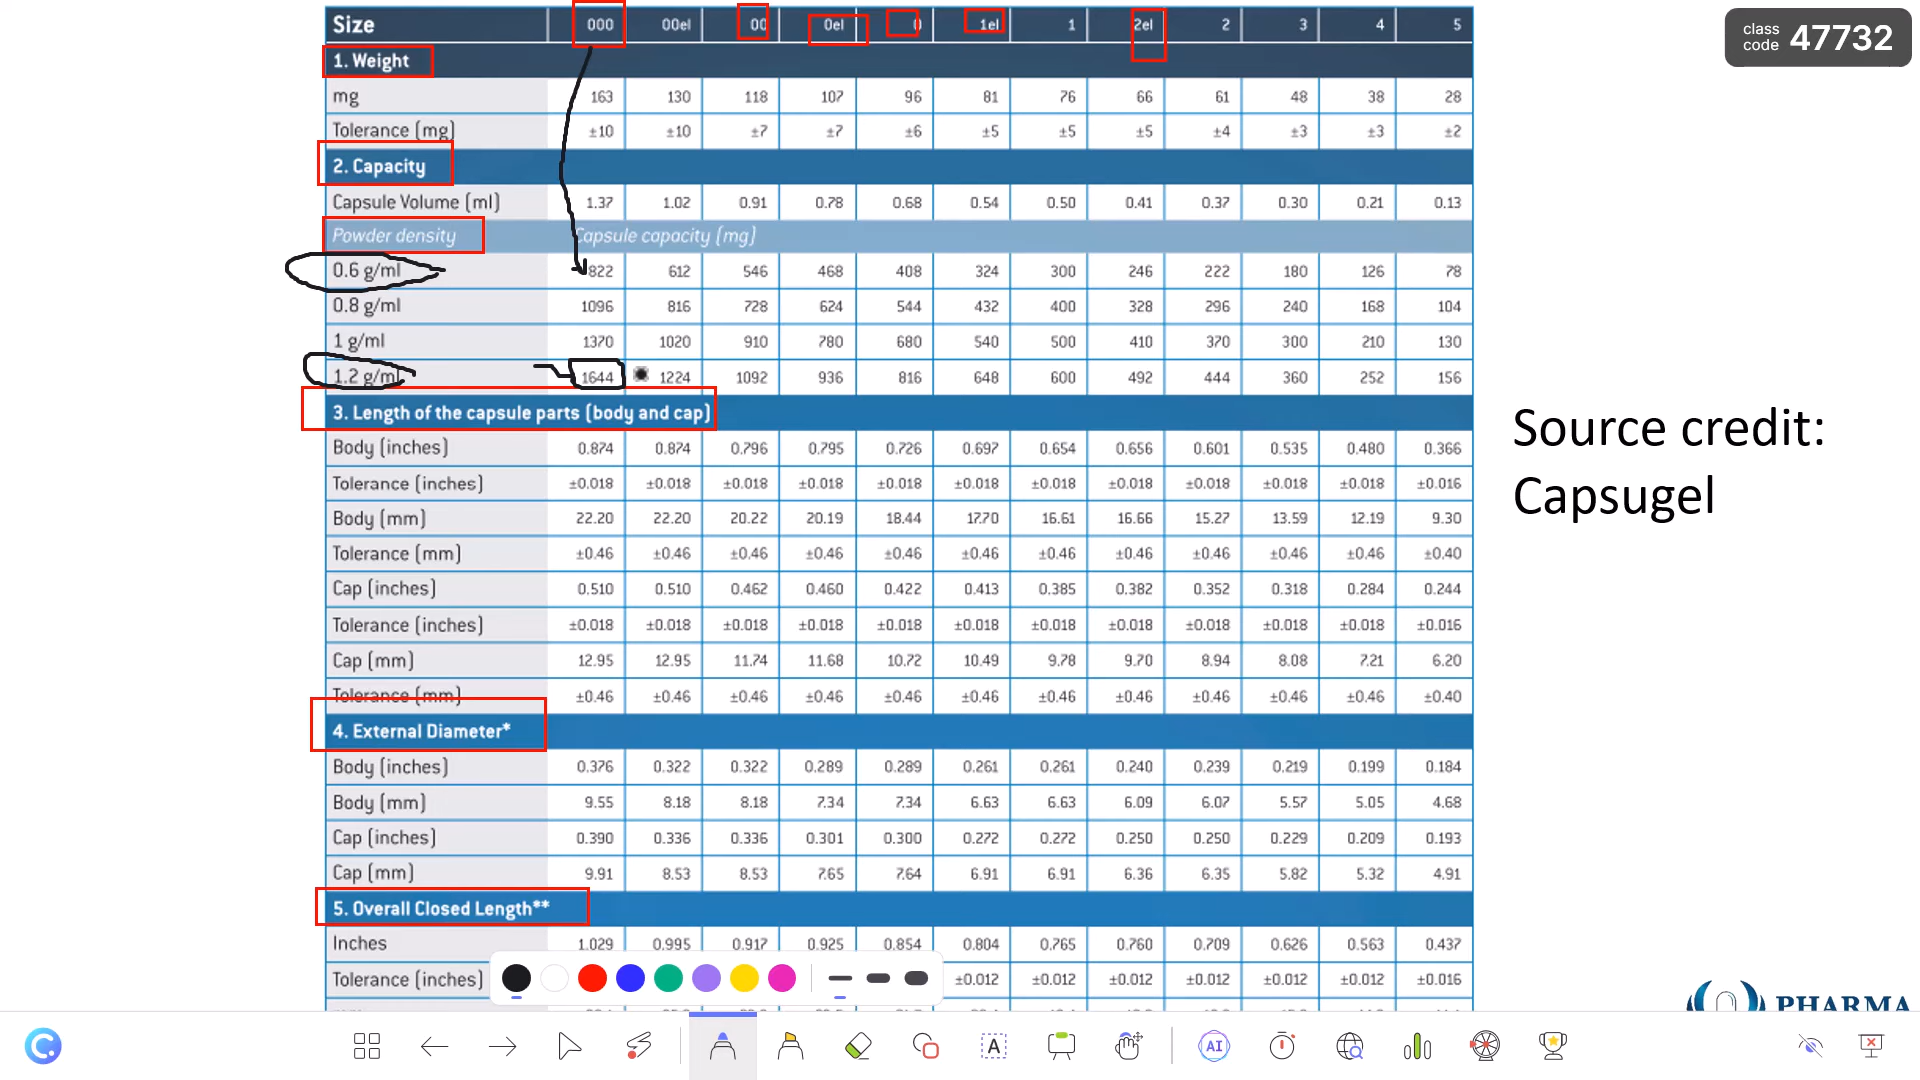 Size 000 00el 00 0el 0 1el 1 2el 2 3 4 5
1. Weight
mg 163 130 118 107 96 81 76 66 61 48 38 28
Tolerance (mg) ±10 ±10 ±7 ±7 ±6 ±5 ±5 ±5 ±4 ±3 ±3 ±2
2. Capacity
Capsule Volume (ml) 1.37 1.02 0.91 0.78 0.68 0.54 0.50 0.41 0.37 0.30 0.21 0.13
Powder density Capsule capacity (mg)
0.6 g/ml 822 612 546 468 408 324 300 246 222 180 126 78
0.8 g/ml 1096 816 728 624 544 432 400 328 296 240 168 104
1 g/ml 1370 1020 910 780 680 540 500 410 370 300 210 130
1.2 g/ml 1644 1224 1092 936 816 648 600 492 444 360 252 156
3. Length of the capsule parts (body and cap)
Body (inches) 0.874 0.874 0.796 0.795 0.726 0.697 0.654 0.656 0.601 0.535 0.480 0.366
Tolerance (inches) ±0.018 ±0.018 ±0.018 ±0.018 ±0.018 ±0.018 ±0.018 ±0.018 ±0.018 ±0.018 ±0.018 ±0.016
Body (mm) 22.20 22.20 20.22 20.19 18.44 17.70 16.61 16.66 15.27 13.59 12.19 9.30
Tolerance (mm) ±0.46 ±0.46 ±0.46 ±0.46 ±0.46 ±0.46 ±0.46 ±0.46 ±0.46 ±0.46 ±0.46 ±0.40
Cap (inches) 0.510 0.510 0.462 0.460 0.422 0.413 0.385 0.382 0.352 0.318 0.284 0.244
Tolerance (inches) ±0.018 ±0.018 ±0.018 ±0.018 ±0.018 ±0.018 ±0.018 ±0.018 ±0.018 ±0.018 ±0.018 ±0.016
Cap (mm) 12.95 12.95 11.74 11.68 10.72 10.49 9.78 9.70 8.94 8.08 7.21 6.20
Tolerance (mm) ±0.46 ±0.46 ±0.46 ±0.46 ±0.46 ±0.46 ±0.46 ±0.46 ±0.46 ±0.46 ±0.46 ±0.40
4. External Diameter*
Body (inches) 0.376 0.322 0.322 0.289 0.289 0.261 0.261 0.240 0.239 0.219 0.199 0.184
Body (mm) 9.55 8.18 8.18 7.34 7.34 6.63 6.63 6.09 6.07 5.57 5.05 4.68
Cap (inches) 0.390 0.336 0.336 0.301 0.300 0.272 0.272 0.250 0.250 0.229 0.209 0.193
Cap (mm) 9.91 8.53 8.53 7.65 7.64 6.91 6.91 6.36 6.35 5.82 5.32 4.91
5. Overall Closed Length**
Inches 1.029 0.995 0.917 0.925 0.854 0.804 0.765 0.760 0.709 0.626 0.563 0.437
Tolerance (inches) ±0.012 ±0.012 ±0.012 ±0.012 ±0.012 ±0.012 ±0.016
class
code 47732
Source credit:
Capsugel
PHARMA
A
AI